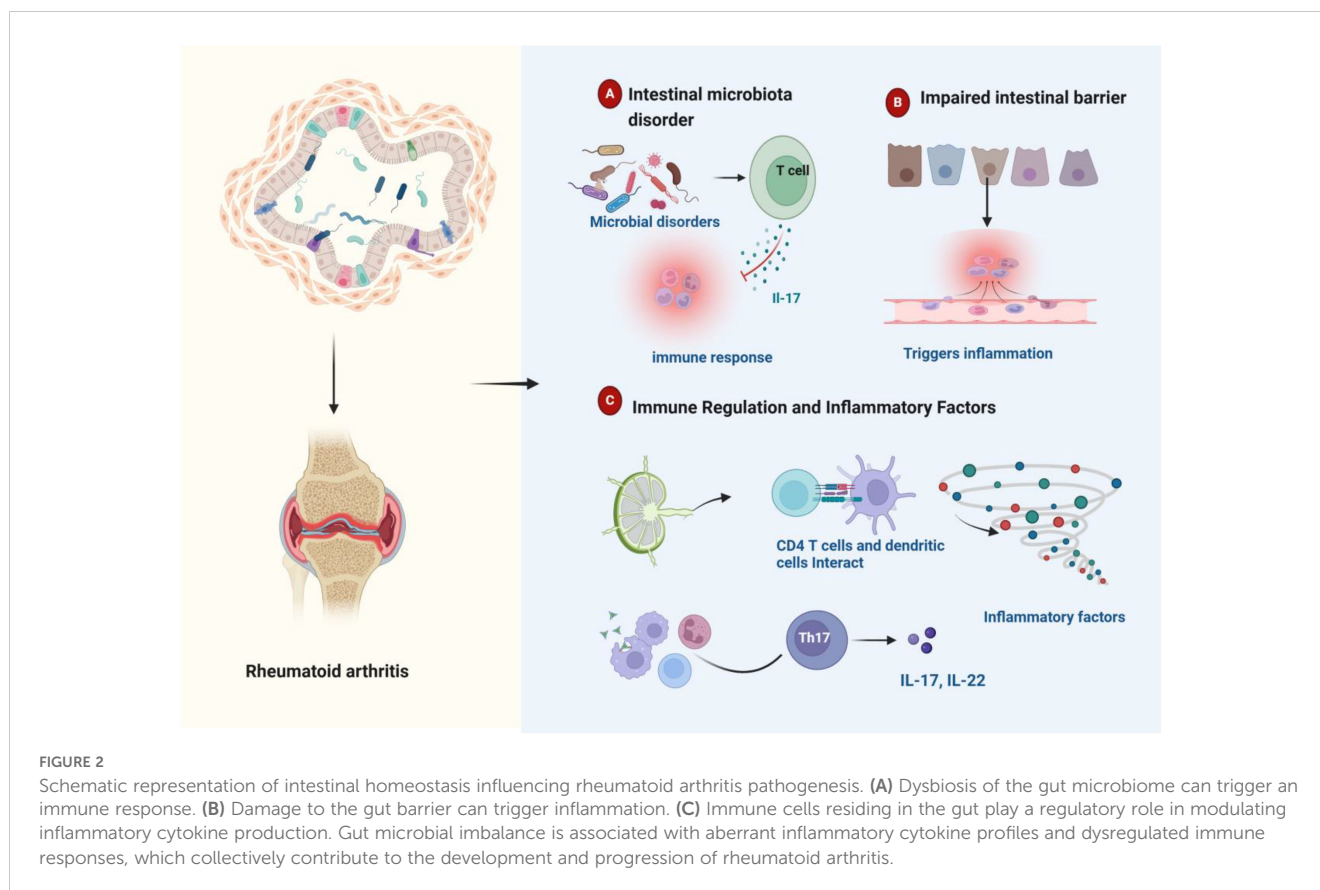 A Intestinal microbiota
disorder
T cell
Microbial disorders
Il-17
immune response
B Impaired intestinal barrier
Triggers inflammation
C Immune Regulation and Inflammatory Factors
CD4 T cells and dendritic
cells Interact
Inflammatory factors
Th17
IL-17, IL-22
Rheumatoid arthritis
FIGURE 2
Schematic representation of intestinal homeostasis influencing rheumatoid arthritis pathogenesis. (A) Dysbiosis of the gut microbiome can trigger an
immune response. (B) Damage to the gut barrier can trigger inflammation. (C) Immune cells residing in the gut play a regulatory role in modulating
inflammatory cytokine production. Gut microbial imbalance is associated with aberrant inflammatory cytokine profiles and dysregulated immune
responses, which collectively contribute to the development and progression of rheumatoid arthritis.